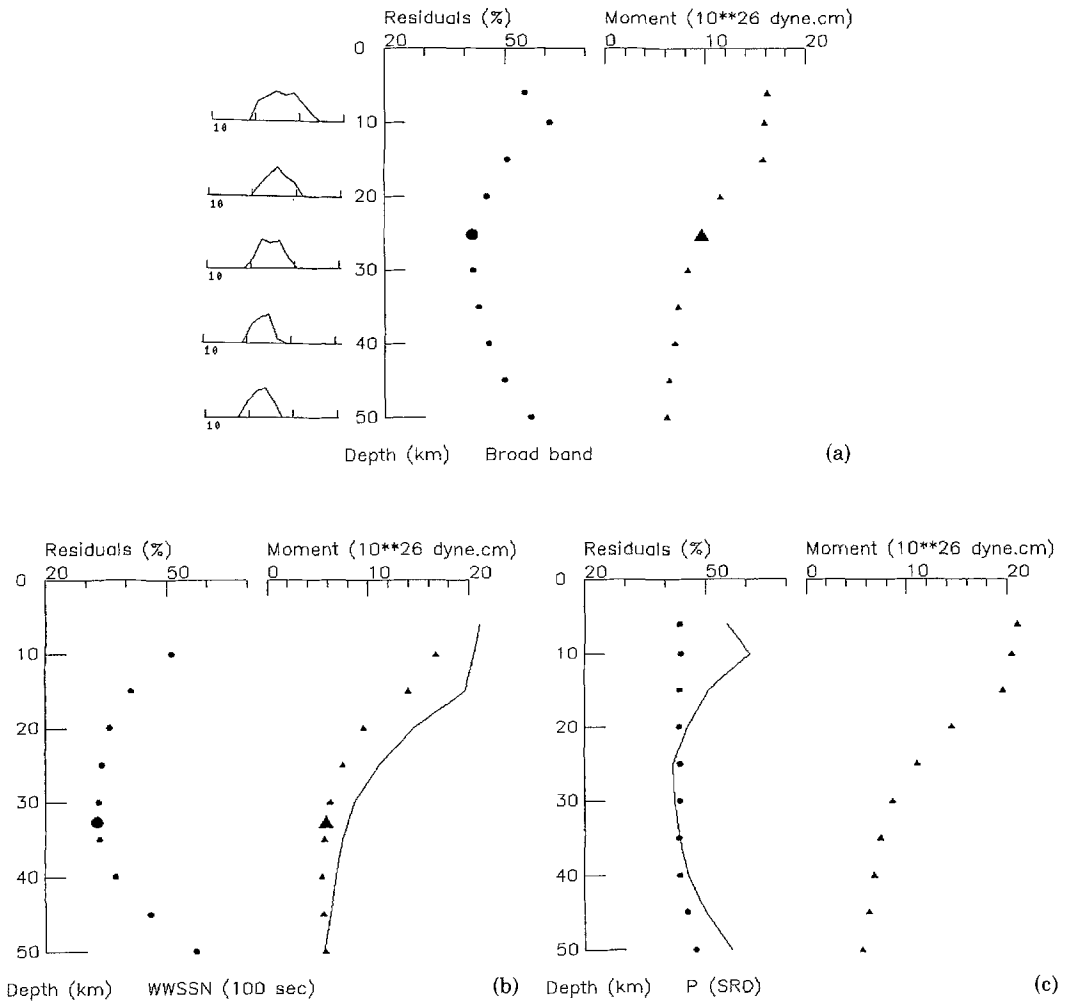 Residuals (%)
Moment (10**26 dyne.cm)
20
50
0
10
20
0
10
20
30
40
50
10
10
10
10
10
Depth (km)
Broad band
(a)
Residuals (%)
Moment (10**26 dyne.cm)
20
50
0
10
20
0
10
20
30
40
50
Depth (km)
WWSSN (100 sec)
(b)
Residuals (%)
Moment (10**26 dyne.cm)
20
50
0
10
20
0
10
20
30
40
50
Depth (km)
P (SRO)
(c)